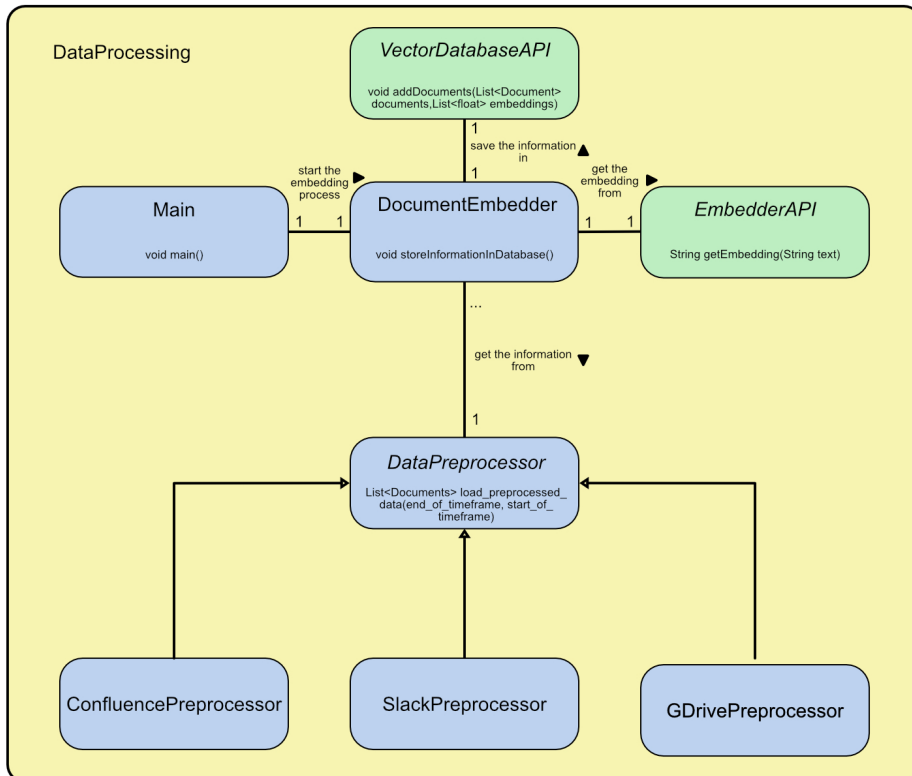 DataProcessing
VectorDatabaseAPI
void addDocuments(List<Document>
documents,List<float> embeddings)
1
save the information
in
1
start the
embedding
process
get the
embedding
from
Main
void main()
1
1
DocumentEmbedder
void storeInformationInDatabase()
1
1
EmbedderAPI
String getEmbedding(String text)
...
get the information
from
1
DataPreprocessor
List<Documents> load_preprocessed_
data(end_of_timeframe, start_of_
timeframe)
ConfluencePreprocessor
SlackPreprocessor
GDrivePreprocessor